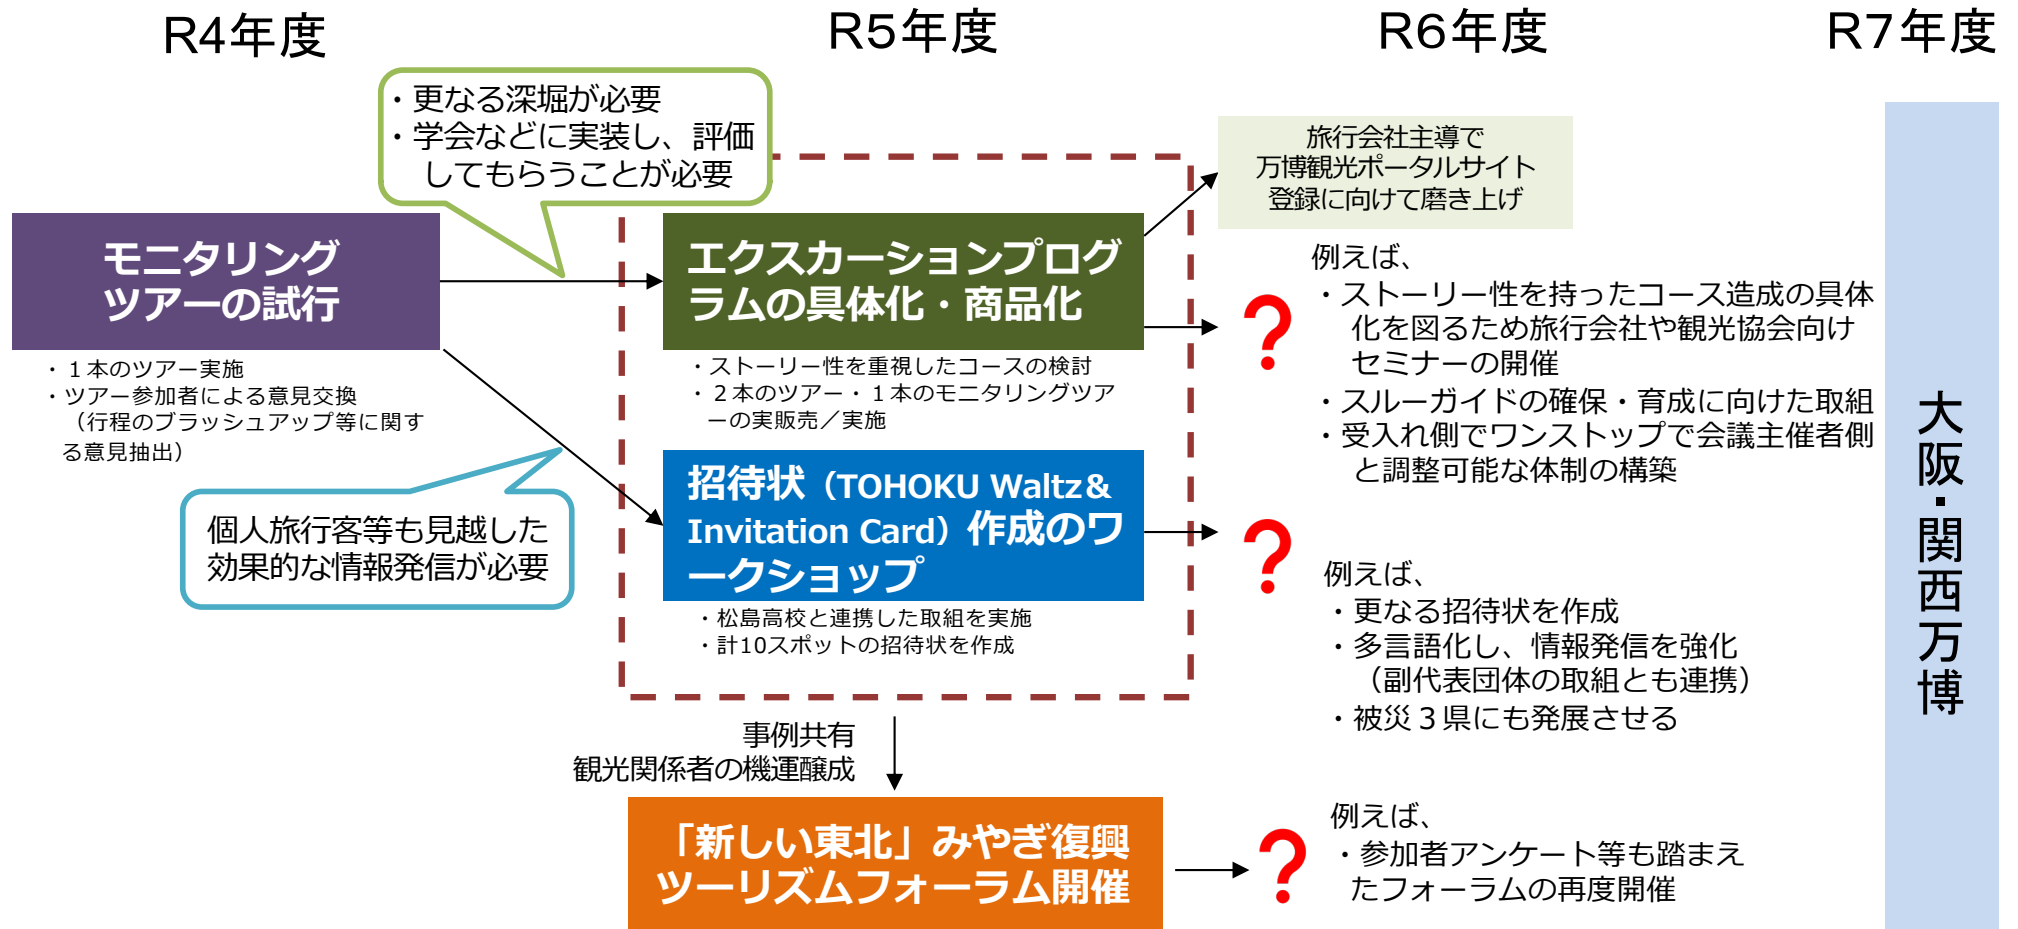 R4年度
R5年度
R6年度
R7年度
・更なる深堀が必要
・学会などに実装し、評価
してもらうことが必要
モニタリング
ツアーの試行
・１本のツアー実施
・ツアー参加者による意見交換
（行程のブラッシュアップ等に関す
る意見抽出）
個人旅行客等も見越した
効果的な情報発信が必要
エクスカーションプログ
ラムの具体化・商品化
・ストーリー性を重視したコースの検討
・２本のツアー・１本のモニタリングツア
ーの実販売／実施
招待状（TOHOKU Waltz＆
Invitation Card）作成のワ
ークショップ
・松島高校と連携した取組を実施
・計10スポットの招待状を作成
事例共有
観光関係者の機運醸成
「新しい東北」みやぎ復興
ツーリズムフォーラム開催
旅行会社主導で
万博観光ポータルサイト
登録に向けて磨き上げ
?
例えば、
・ストーリー性を持ったコース造成の具体
化を図るため旅行会社や観光協会向け
セミナーの開催
・スルーガイドの確保・育成に向けた取組
・受入れ側でワンストップで会議主催者側
と調整可能な体制の構築
?
例えば、
・更なる招待状を作成
・多言語化し、情報発信を強化
（副代表団体の取組とも連携）
・被災３県にも発展させる
?
例えば、
・参加者アンケート等も踏まえ
たフォーラムの再度開催
大阪・関西万博